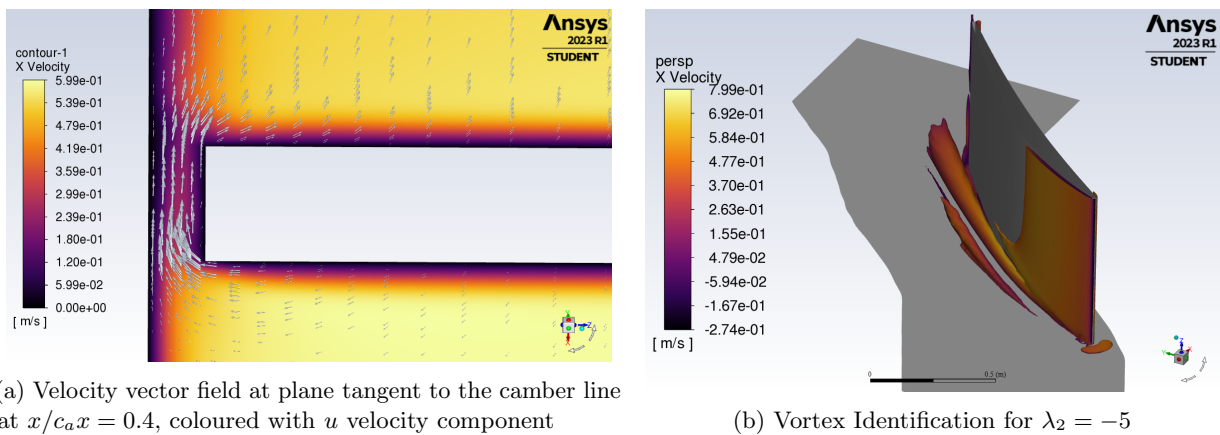 Ansys
2023 R1
STUDENT
contour-1
X Velocity
5.99e-01
5.39e-01
4.79e-01
4.19e-01
3.59e-01
2.99e-01
2.39e-01
1.80e-01
1.20e-01
5.99e-02
0.00e+00
[ m/s ]
Y
Z
X
(a) Velocity vector field at plane tangent to the camber line
at x/cₐx = 0.4, coloured with u velocity component
Ansys
2023 R1
STUDENT
persp
X Velocity
7.99e-01
6.92e-01
5.84e-01
4.77e-01
3.70e-01
2.63e-01
1.55e-01
4.79e-02
-5.94e-02
-1.67e-01
-2.74e-01
[ m/s ]
0 0.5 (m)
Z
Y X
(b) Vortex Identification for λ₂ = −5